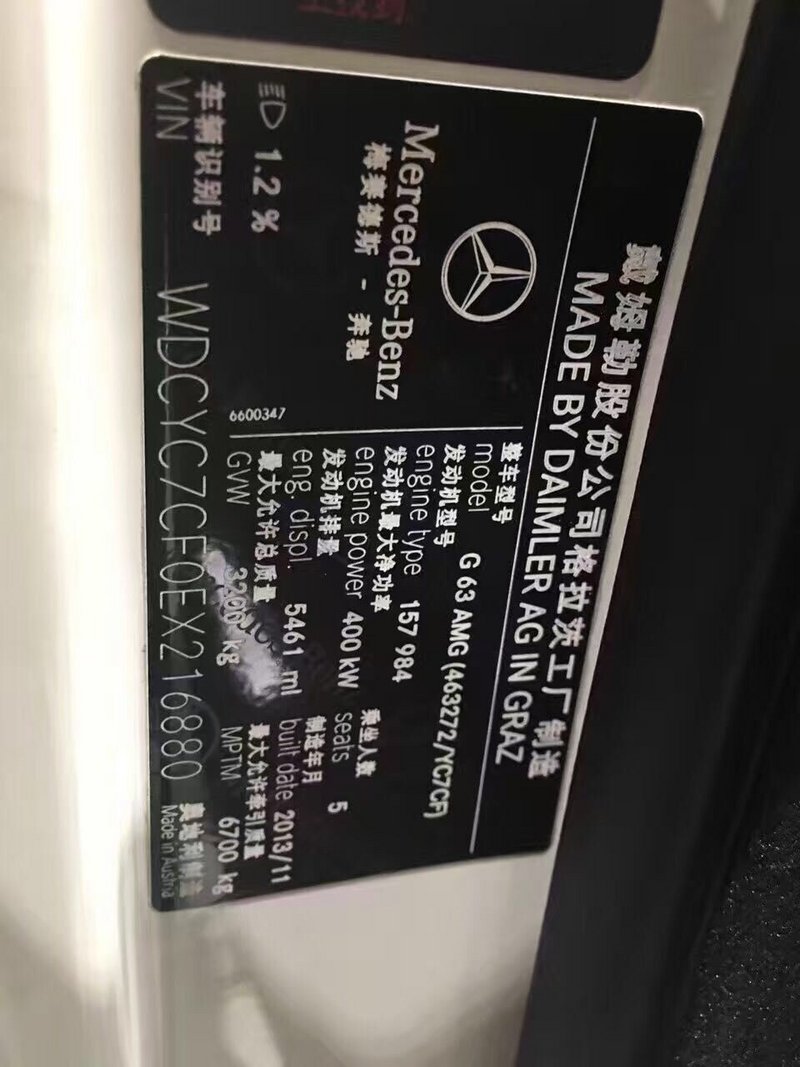 戴姆勒股份公司格拉茨工厂制造
MADE BY DAIMLER AG IN GRAZ
Mercedes-Benz
梅赛德斯 - 奔驰
1.2 %
6600347
整车型号
model G 63 AMG (463272/YC7CF)
发动机型号
engine type 157 984
发动机最大净功率
engine power 400 kW
乘坐人数
seats 5
发动机排量
eng. displ. 5461 ml
制造年月
built date 2013/11
最大允许总质量
GVW 3200 kg
最大允许牵引质量
MPTM 6700 kg
车辆识别号
VIN WDCYC7CF0EX216880
奥地利制造
Made in Austria